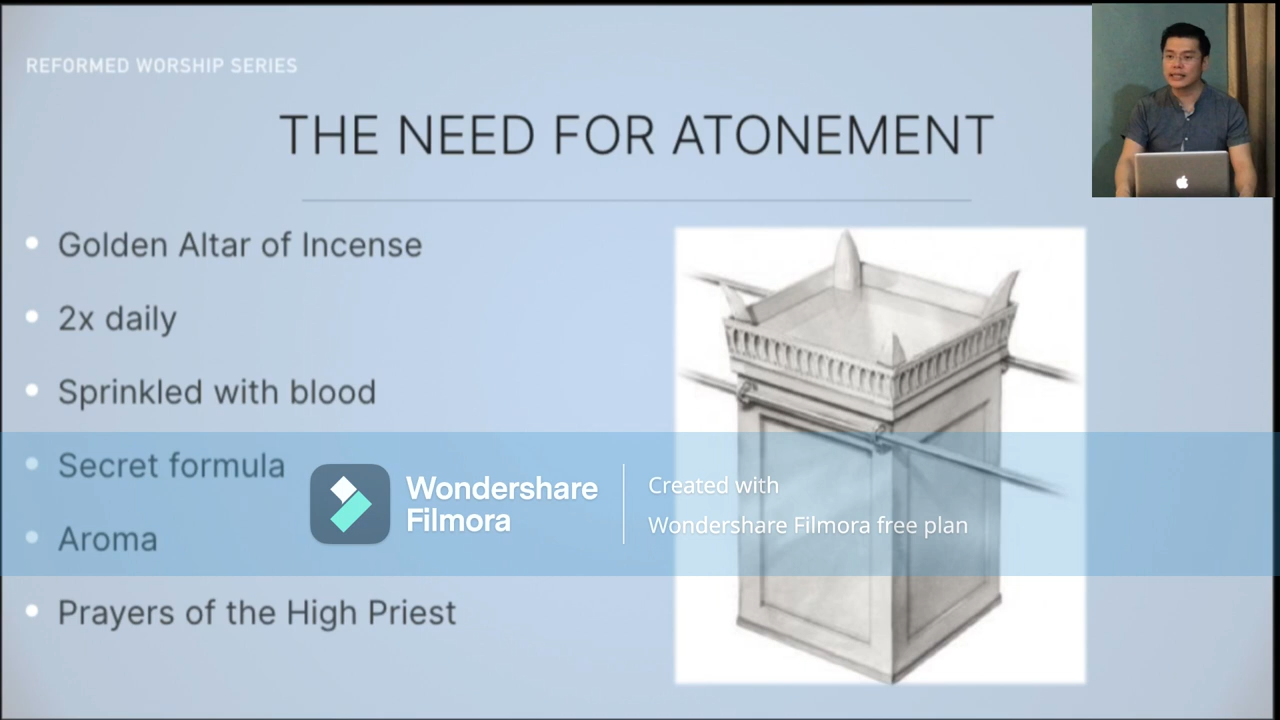 REFORMED WORSHIP SERIES
THE NEED FOR ATONEMENT
Golden Altar of Incense
2x daily
Sprinkled with blood
Secret formula
Aroma
Prayers of the High Priest
Wondershare
Filmora
Created with
Wondershare Filmora free plan